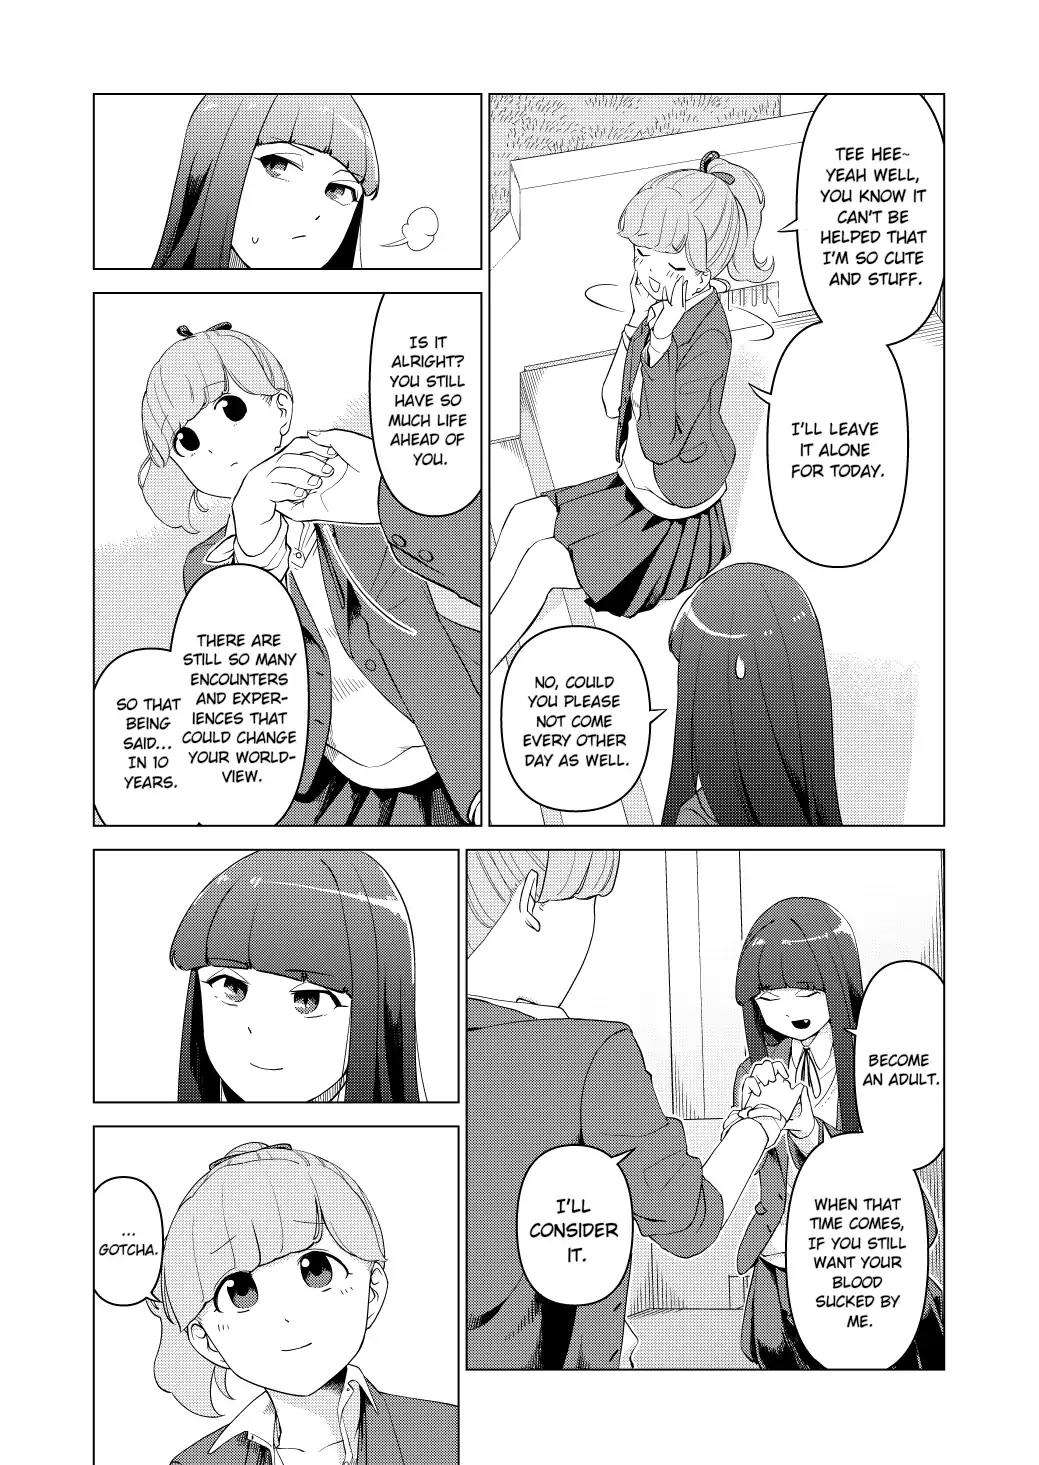 TEE HEE~
YEAH WELL,
YOU KNOW IT
CAN'T BE
HELPED THAT
I'M SO CUTE
AND STUFF.
I'LL LEAVE
IT ALONE
FOR TODAY.
NO, COULD
YOU PLEASE
NOT COME
EVERY OTHER
DAY AS WELL.
IS IT
ALRIGHT?
YOU STILL
HAVE SO
MUCH LIFE
AHEAD OF
YOU.
THERE ARE
STILL SO MANY
ENCOUNTERS
AND EXPER-
IENCES THAT
COULD CHANGE
YOUR WORLD-
VIEW.
SO THAT
BEING
SAID...
IN 10
YEARS.
BECOME
AN ADULT.
WHEN THAT
TIME COMES,
IF YOU STILL
WANT YOUR
BLOOD
SUCKED BY
ME.
I'LL
CONSIDER
IT.
...
GOTCHA.